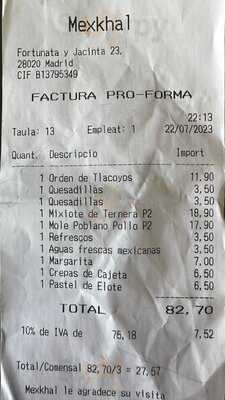 Mexkhal
Fortunata y Jacinta 23,
28020 Madrid
CIF B13795349
FACTURA PRO-FORMA
22:13
Taula: 13 Empleat: 1 22/07/2023
Quant. Descripcio Import
1 Orden de Tlacoyos 11,90
1 Quesadillas 3,50
1 Quesadillas 3,50
1 Mixiote de Ternera P2 18,90
1 Mole Poblano Pollo P2 17,90
1 Refrescos 3,50
1 Aguas frescas mexicanas 3,50
1 Margarita 7,00
1 Crepas de Cajeta 6,50
1 Pastel de Elote 6,50
TOTAL 82,70
10% de IVA de 75,18 7,52
Total/Comensal 82,70/3 = 27,57
Mexkhal le agradece su visita